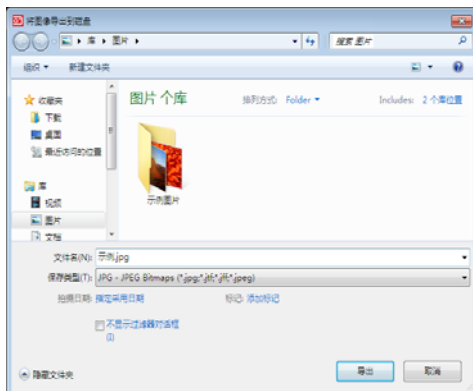 将图像导出到磁盘
库 图片
搜索 图片
组织 新建文件夹
收藏夹
下载
桌面
最近访问的位置
库
视频
图片
文档
图片 个库
排列方式: Folder
Includes: 2 个库位置
示例图片
文件名(N): 示例.jpg
保存类型(T): JPG - JPEG Bitmaps (*.jpg;*.jtf;*.jff;*.jpeg)
拍摄日期: 指定采用日期
标记: 添加标记
不显示过滤器对话框
(I)
隐藏文件夹
导出
取消